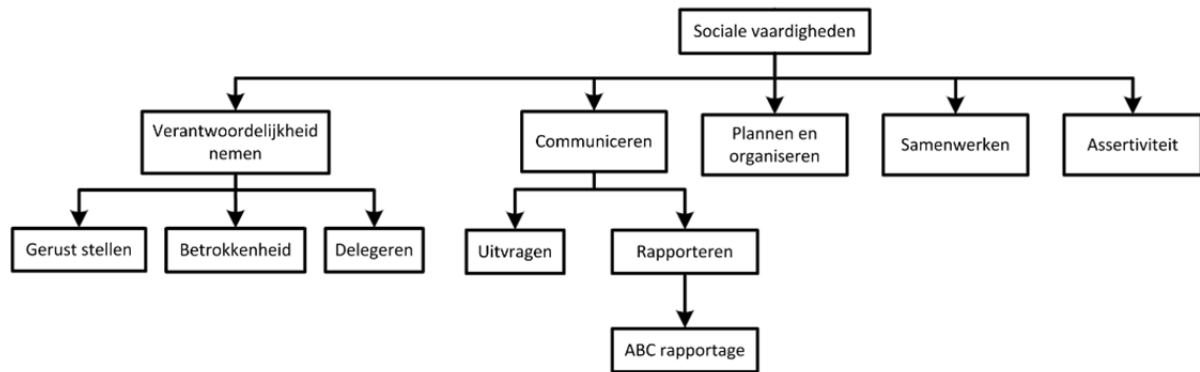 Sociale vaardigheden
Verantwoordelijkheid
nemen
Communiceren
Plannen en
organiseren
Samenwerken
Assertiviteit
Gerust stellen
Betrokkenheid
Delegeren
Uitvragen
Rapporteren
ABC rapportage